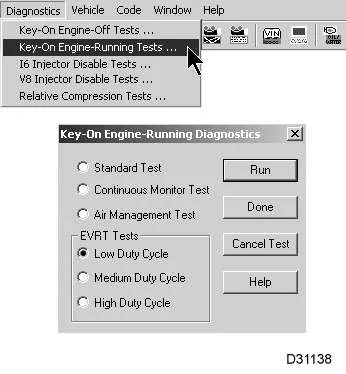 Diagnostics Vehicle Code Window Help
Key-On Engine-Off Tests ...
Key-On Engine-Running Tests ...
I6 Injector Disable Tests ...
V8 Injector Disable Tests ...
Relative Compression Tests ...
VIN
Key-On Engine-Running Diagnostics
Standard Test
Continuous Monitor Test
Air Management Test
EVRT Tests
Low Duty Cycle
Medium Duty Cycle
High Duty Cycle
Run
Done
Cancel Test
Help
D31138